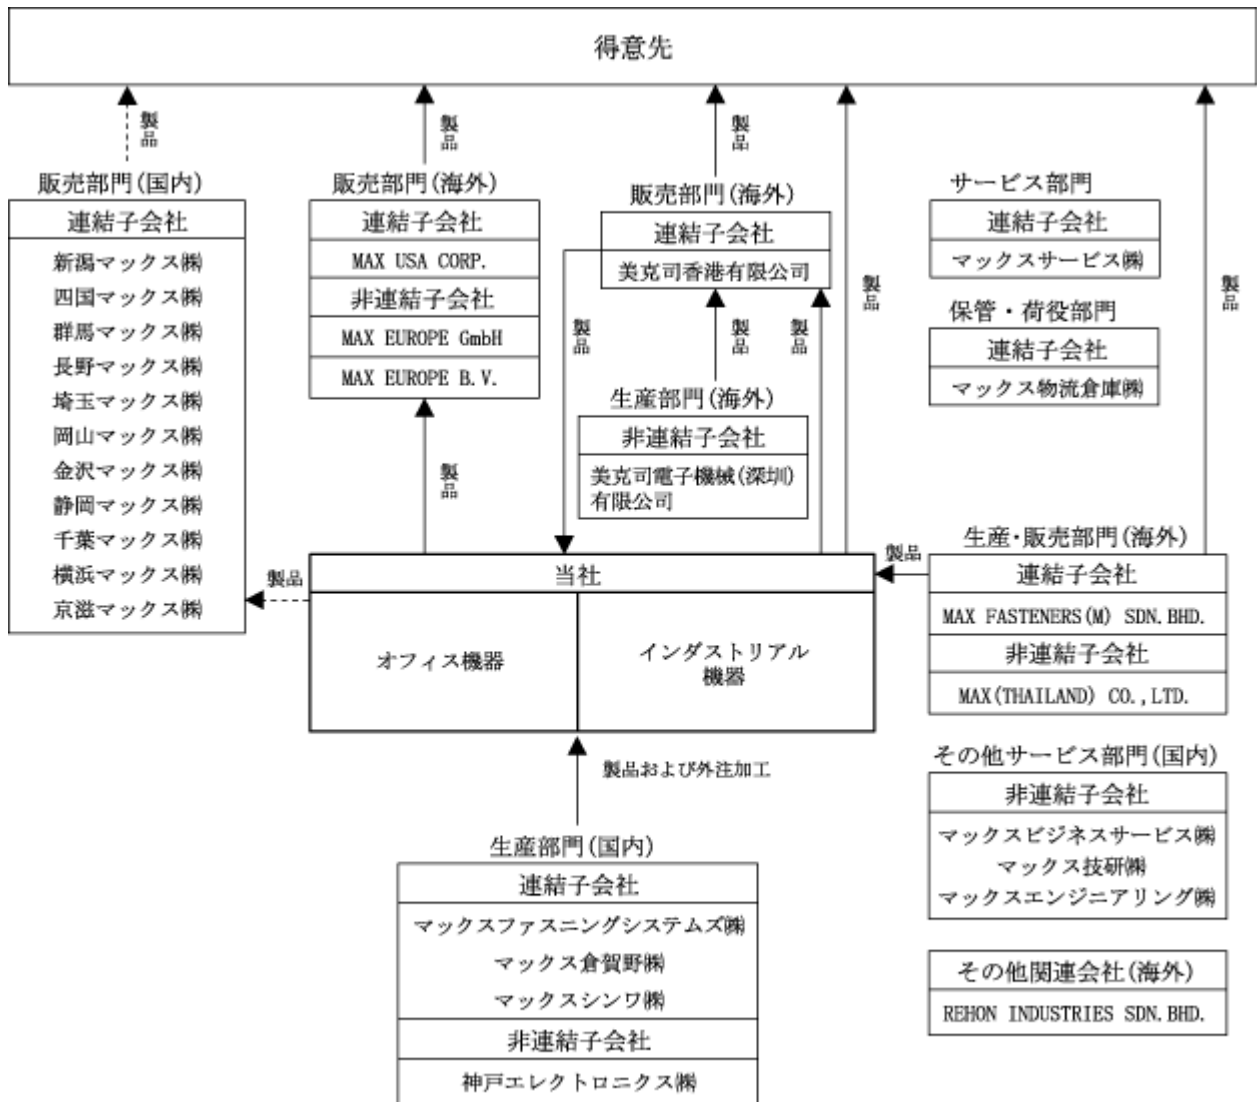 得意先
製品
製品
製品
製品
製品
販売部門(国内)
連結子会社
新潟マックス㈱
四国マックス㈱
群馬マックス㈱
長野マックス㈱
埼玉マックス㈱
岡山マックス㈱
金沢マックス㈱
静岡マックス㈱
千葉マックス㈱
横浜マックス㈱
京滋マックス㈱
販売部門(海外)
連結子会社
MAX USA CORP.
非連結子会社
MAX EUROPE GmbH
MAX EUROPE B.V.
製品
販売部門(海外)
連結子会社
美克司香港有限公司
製品
製品
製品
生産部門(海外)
非連結子会社
美克司電子機械(深圳)
有限公司
サービス部門
連結子会社
マックスサービス㈱
保管・荷役部門
連結子会社
マックス物流倉庫㈱
製品
製品
当社
オフィス機器
インダストリアル
機器
生産・販売部門(海外)
連結子会社
MAX FASTENERS(M) SDN.BHD.
非連結子会社
MAX(THAILAND) CO.,LTD.
製品および外注加工
生産部門(国内)
連結子会社
マックスファスニングシステムズ㈱
マックス倉賀野㈱
マックスシンワ㈱
非連結子会社
神戸エレクトロニクス㈱
その他サービス部門(国内)
非連結子会社
マックスビジネスサービス㈱
マックス技研㈱
マックスエンジニアリング㈱
その他関連会社(海外)
REHON INDUSTRIES SDN.BHD.